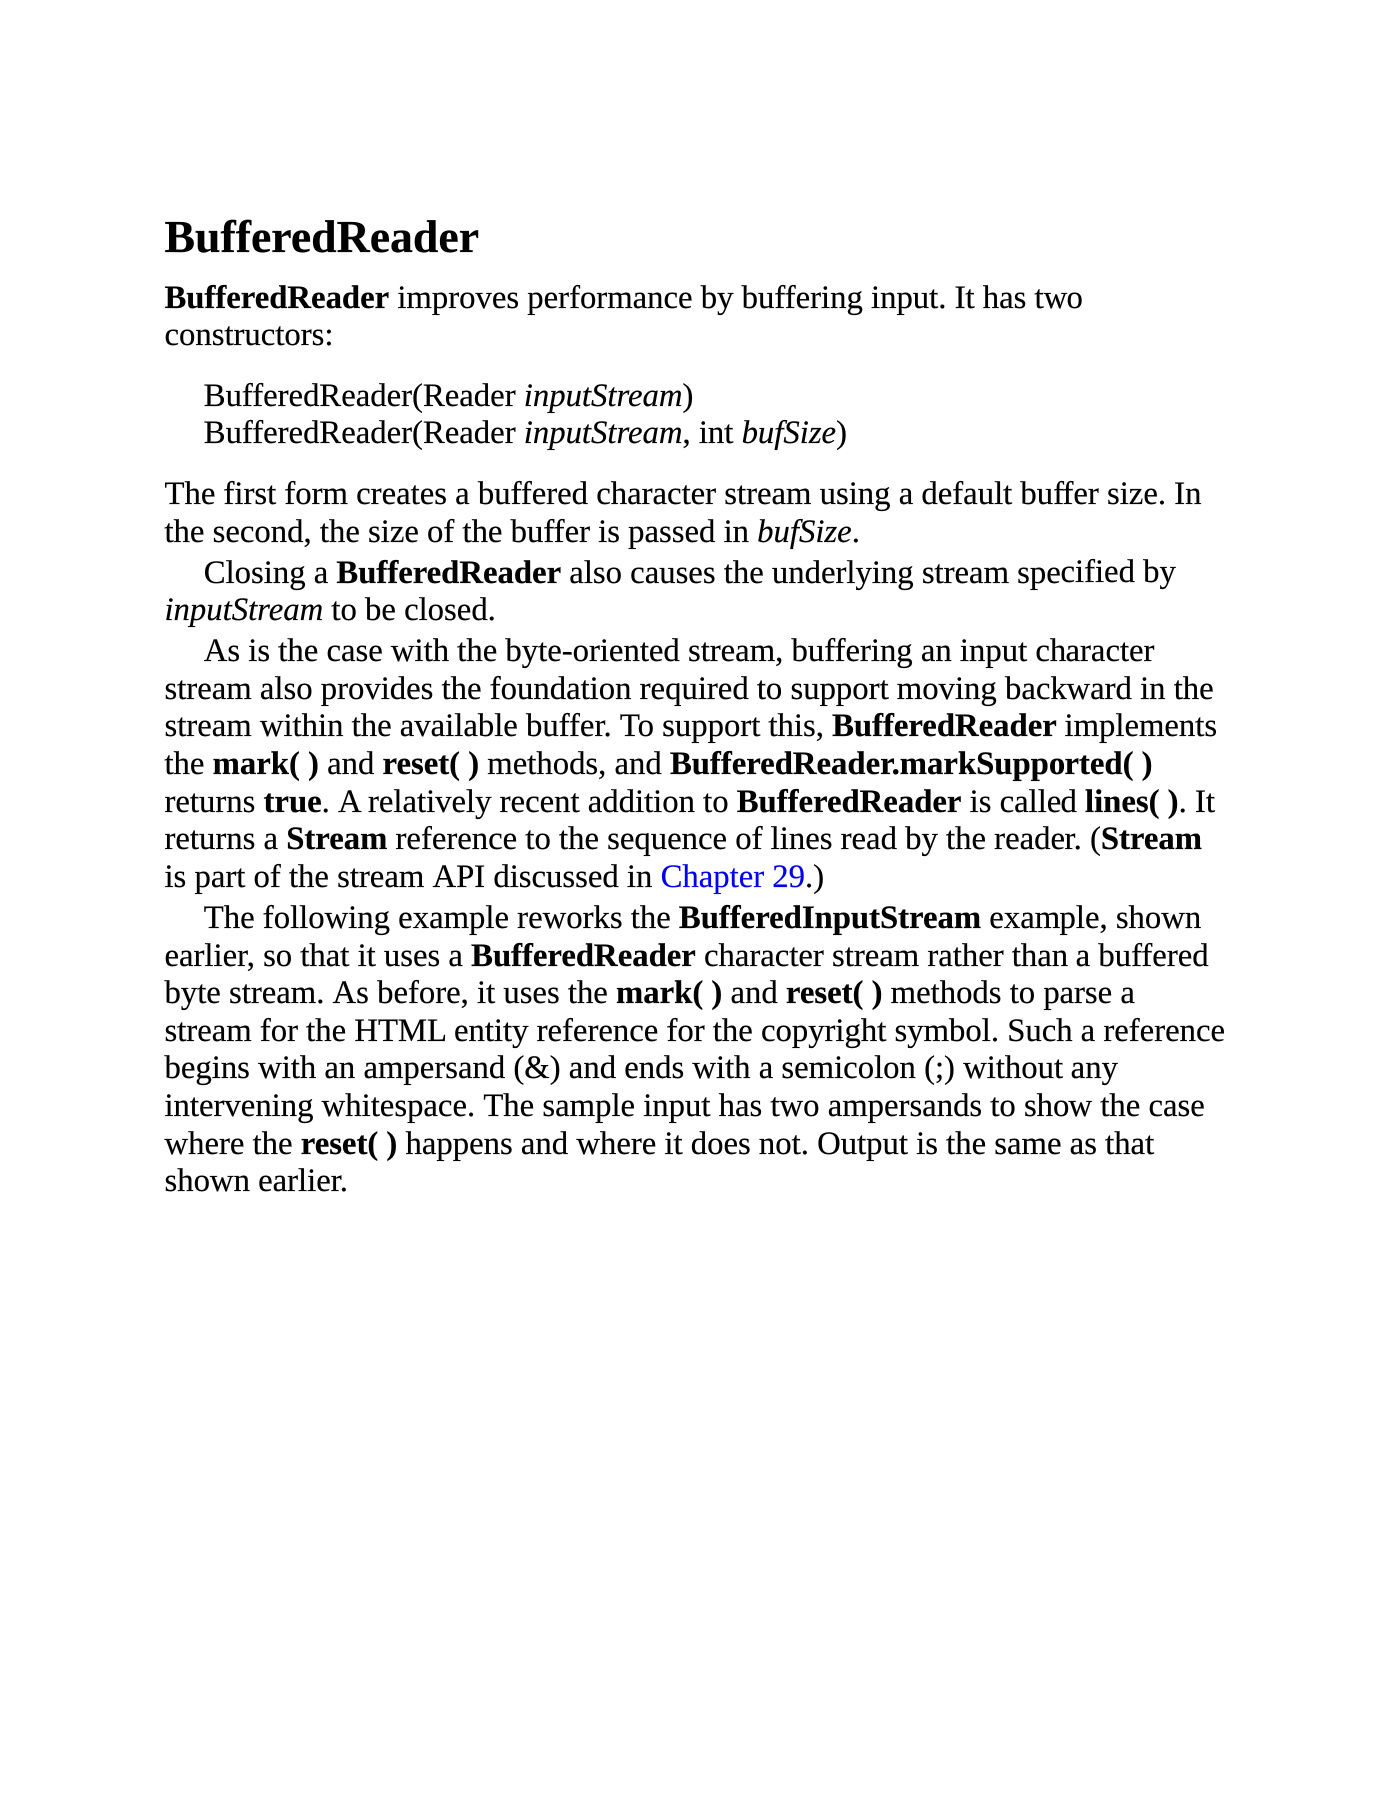 BufferedReader
BufferedReader improves performance by buffering input. It has two
constructors:
BufferedReader(Reader inputStream)
BufferedReader(Reader inputStream, int bufSize)
The first form creates a buffered character stream using a default buffer size. In
the second, the size of the buffer is passed in bufSize.
Closing a BufferedReader also causes the underlying stream specified by
inputStream to be closed.
As is the case with the byte-oriented stream, buffering an input character
stream also provides the foundation required to support moving backward in the
stream within the available buffer. To support this, BufferedReader implements
the mark( ) and reset( ) methods, and BufferedReader.markSupported( )
returns true. A relatively recent addition to BufferedReader is called lines( ). It
returns a Stream reference to the sequence of lines read by the reader. (Stream
is part of the stream API discussed in Chapter 29.)
The following example reworks the BufferedInputStream example, shown
earlier, so that it uses a BufferedReader character stream rather than a buffered
byte stream. As before, it uses the mark( ) and reset( ) methods to parse a
stream for the HTML entity reference for the copyright symbol. Such a reference
begins with an ampersand (&) and ends with a semicolon (;) without any
intervening whitespace. The sample input has two ampersands to show the case
where the reset( ) happens and where it does not. Output is the same as that
shown earlier.